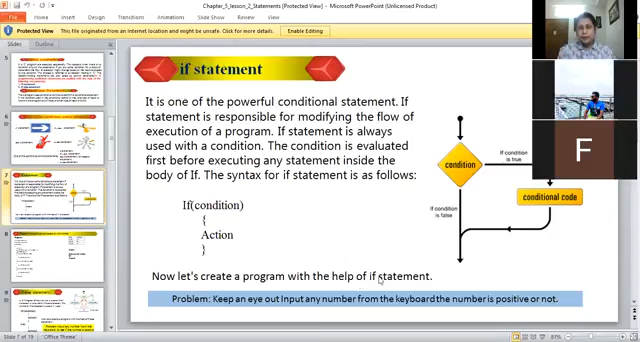 Chapter_5_lesson_2_Statements [Protected View] - Microsoft PowerPoint (Unlicensed Product)
File Home Insert Design Transitions Animations Slide Show Review View
Protected View This file originated from an Internet location and might be unsafe. Click for more details. Enable Editing
Slides Outline
5
6
7
8
9
if statement
It is one of the powerful conditional statement. If
statement is responsible for modifying the flow of
execution of a program. If statement is always
used with a condition. The condition is evaluated
first before executing any statement inside the
body of If. The syntax for if statement is as follows:
If(condition)
{
Action
}
condition
If condition
is true
conditional code
If condition
is false
Now let's create a program with the help of if statement.
Problem: Keep an eye out Input any number from the keyboard the number is positive or not.
F
Slide 7 of 19 "Office Theme" 81%